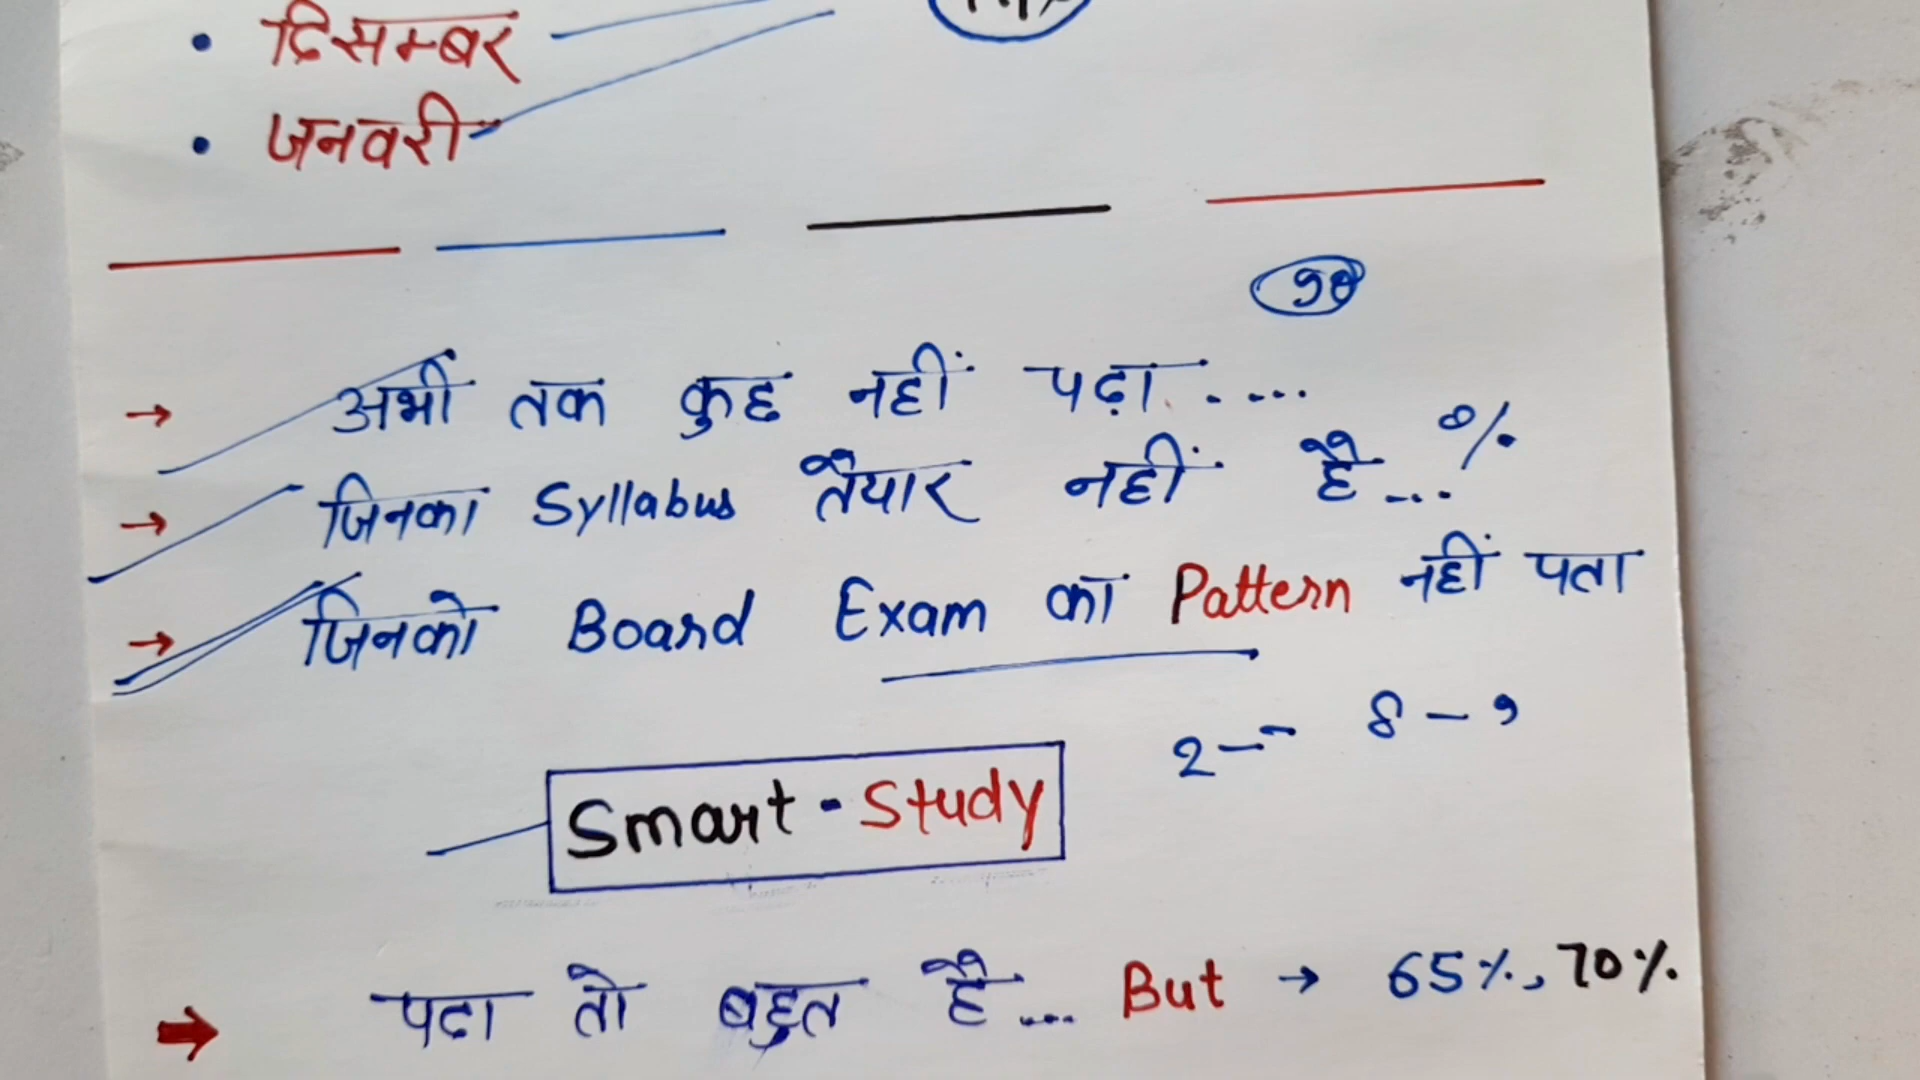 • दिसम्बर
• जनवरी
→ अभी तक कुछ नहीं पढ़ा....
→ जिनका Syllabus तैयार नहीं है... %
→ जिनको Board Exam का Pattern नहीं पता
2-- 8-9
Smart - Study
→ पढा तो बहुत है... But → 65%, 70%